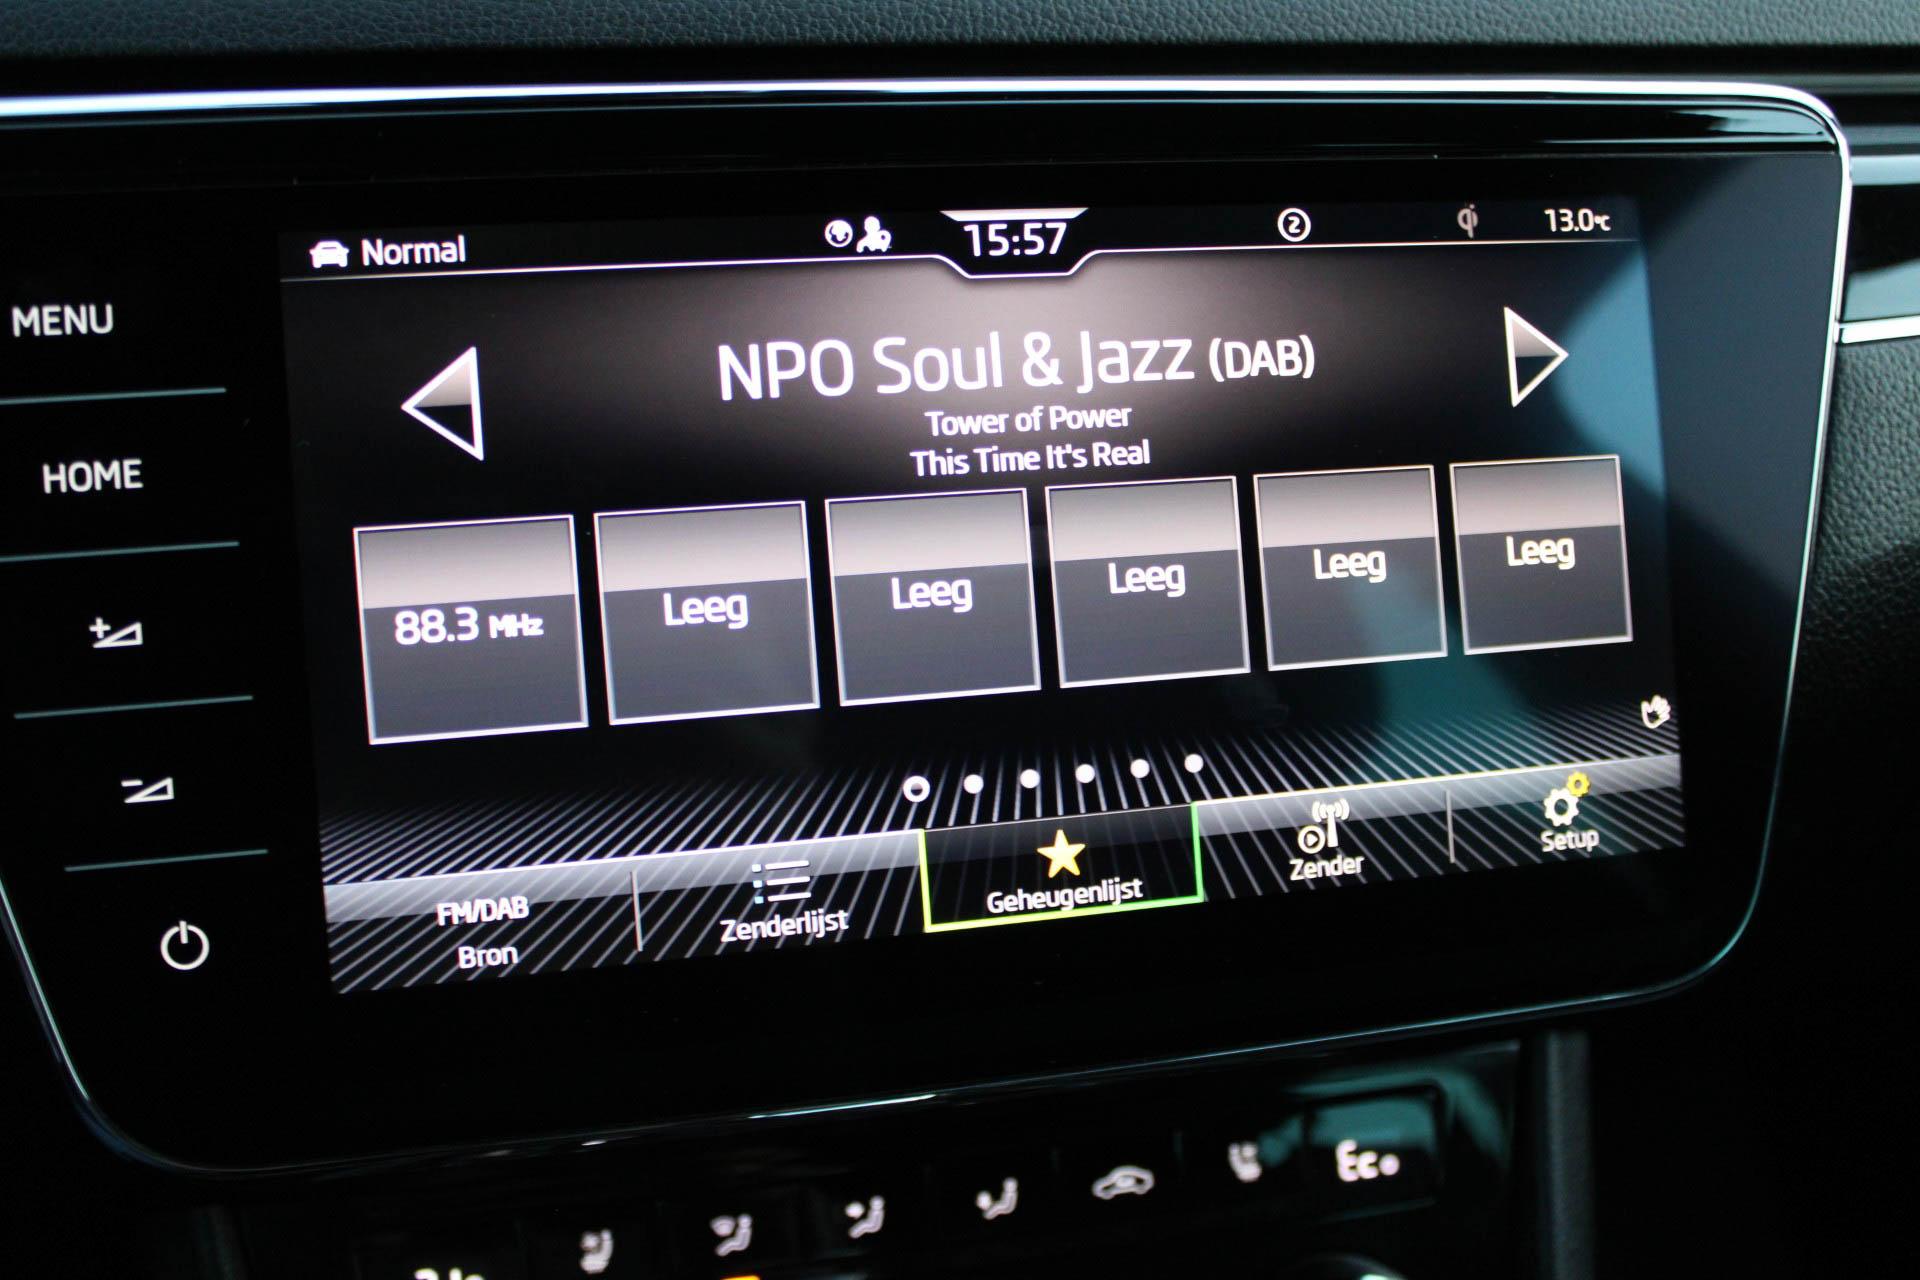 Normal
15:57
2
13.0°C
MENU
HOME
NPO Soul & Jazz (DAB)
Tower of Power
This Time It's Real
88.3 MHz
Leeg
Leeg
Leeg
Leeg
Leeg
FM/DAB
Bron
Zenderlijst
Geheugenlijst
Zender
Setup